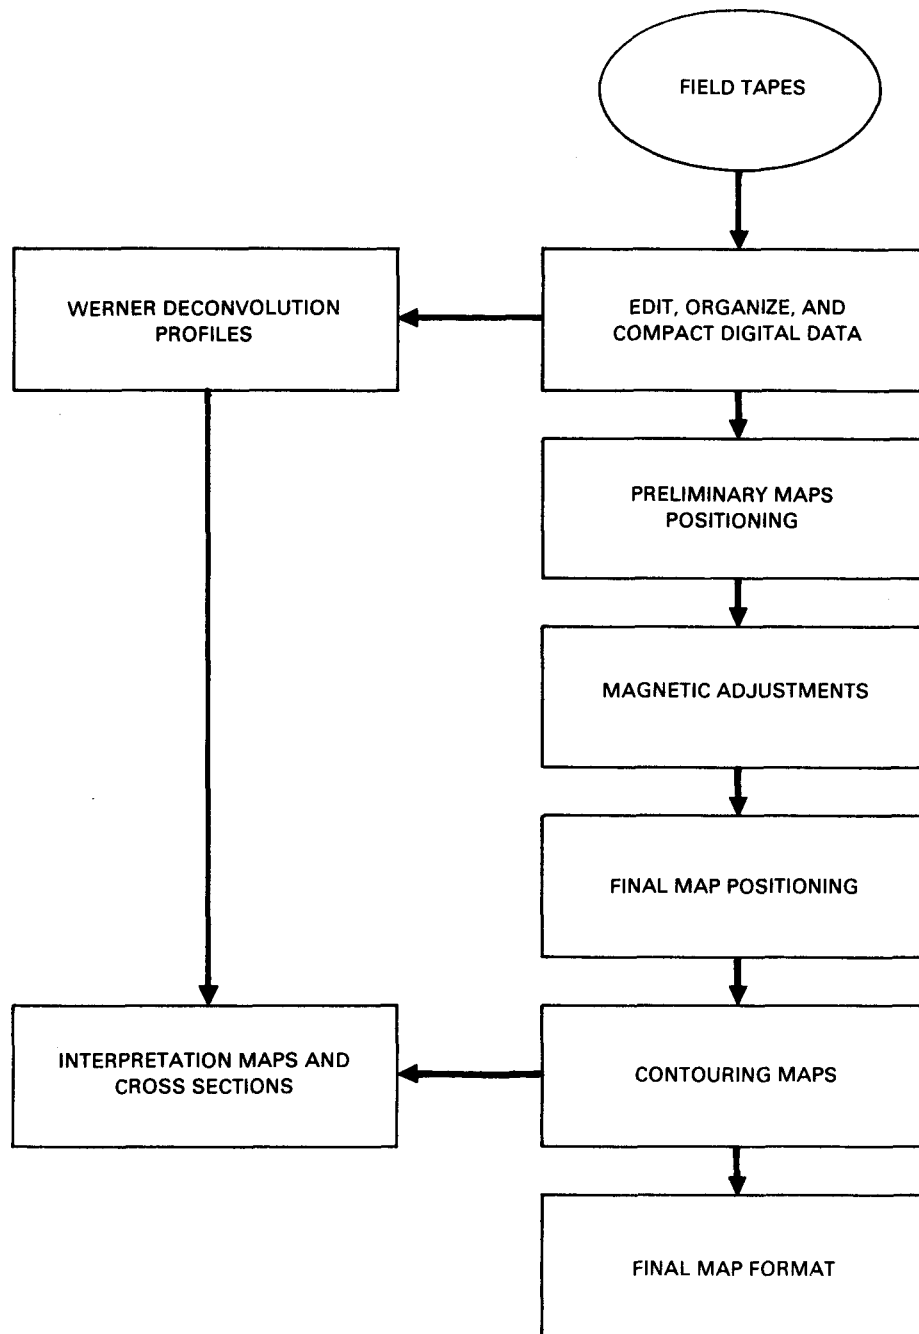 FIELD TAPES
WERNER DECONVOLUTION
PROFILES
EDIT, ORGANIZE, AND
COMPACT DIGITAL DATA
PRELIMINARY MAPS
POSITIONING
MAGNETIC ADJUSTMENTS
FINAL MAP POSITIONING
INTERPRETATION MAPS AND
CROSS SECTIONS
CONTOURING MAPS
FINAL MAP FORMAT